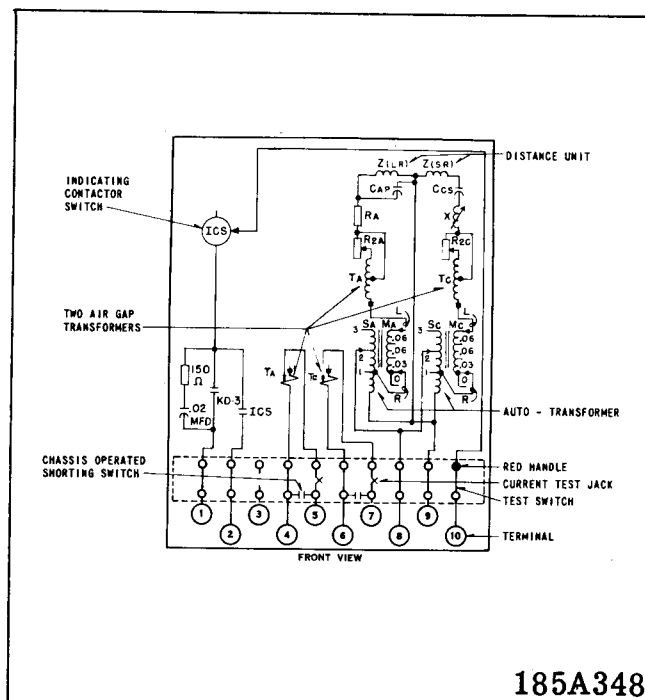 Z(LR) Z(SR)
DISTANCE UNIT
INDICATING
CONTACTOR
SWITCH
CAP
CCS
ICS
RA
X
R2A
R2C
TA
TC
TWO AIR GAP
TRANSFORMERS
L
L
3 SA MA
3 SC MC
.06
.06
2
.06
2
.06
TA
TC
1
.03
1
.03
O
O
R
R
150
Ω
KD-3
ICS
.02
MFD
AUTO - TRANSFORMER
CHASSIS OPERATED
SHORTING SWITCH
RED HANDLE
CURRENT TEST JACK
TEST SWITCH
1
2
3
4
5
6
7
8
9
10
TERMINAL
FRONT VIEW
185A348